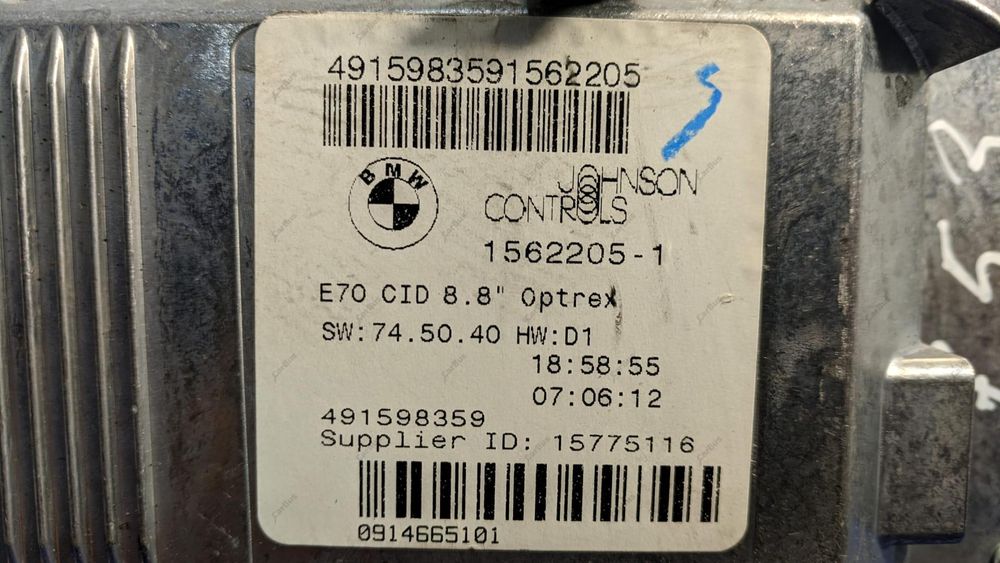 4915983591562205
BMW
JOHNSON
CONTROLS
1562205-1
E70 CID 8.8" Optrex
SW:74.50.40 HW:D1
18:58:55
07:06:12
491598359
Supplier ID: 15775116
0914665101